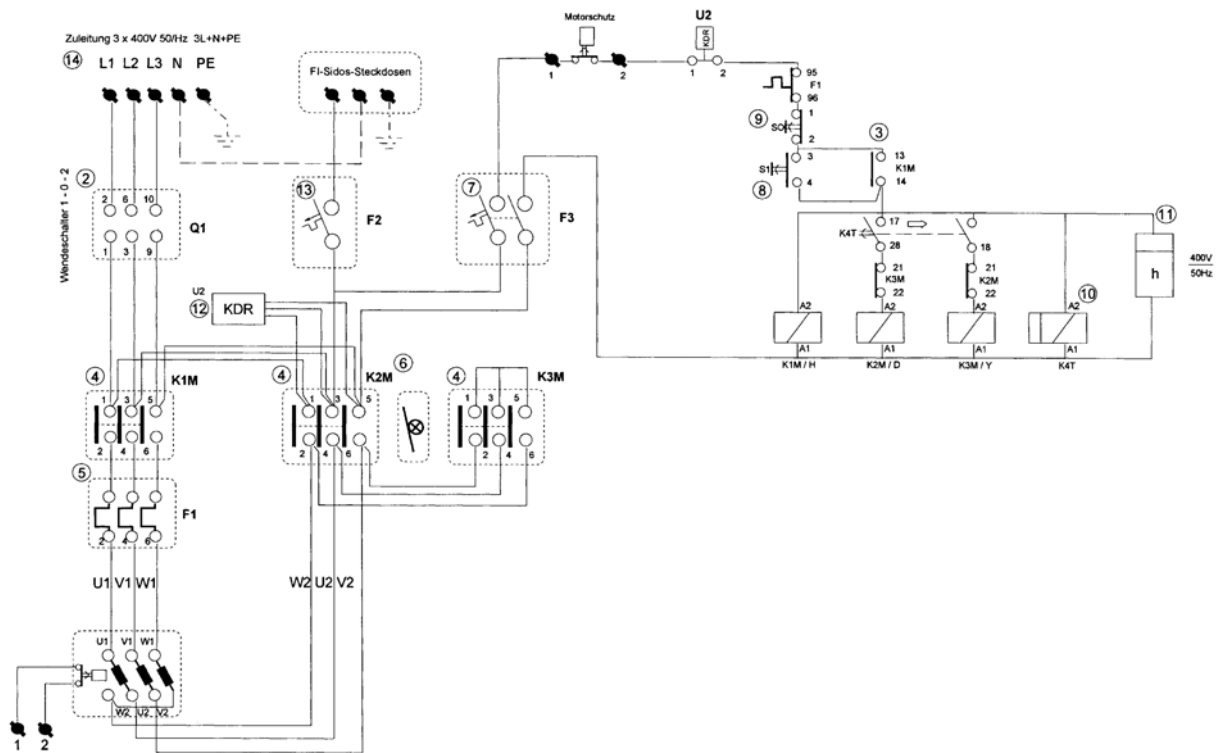 Zuleitung 3 x 400V 50/Hz 3L+N+PE
14 L1 L2 L3 N PE
FI-Sidos-Steckdosen
Motorschutz
1 2
U2
KDR
1 2
95
F1
96
1
9 S0
2
3
S1
4
8
3
13
K1M
14
2
Wendeschalter 1 - 0 - 2
2 6 10
Q1
1 3 9
13
F2
7
F3
17
K4T
28
18
21
K3M
22
21
K2M
22
11
h
400V
50Hz
10
A2 A2 A2 A2
A1 A1 A1 A1
K1M / H K2M / D K3M / Y K4T
U2
12 KDR
4
K1M
1 3 5
2 4 6
4
K2M
1 3 5
2 4 6
6
4
K3M
1 3 5
2 4 6
5
F1
2 4 6
U1 V1 W1
W2 U2 V2
U1 V1 W1
W2 U2 V2
1 2